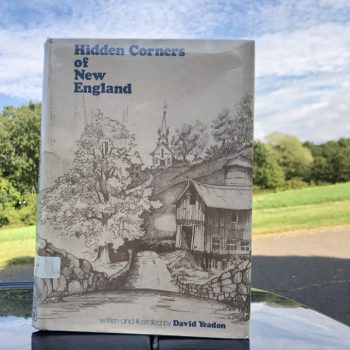 Hidden Corners
of
New
England
written and illustrated by David Yeadon